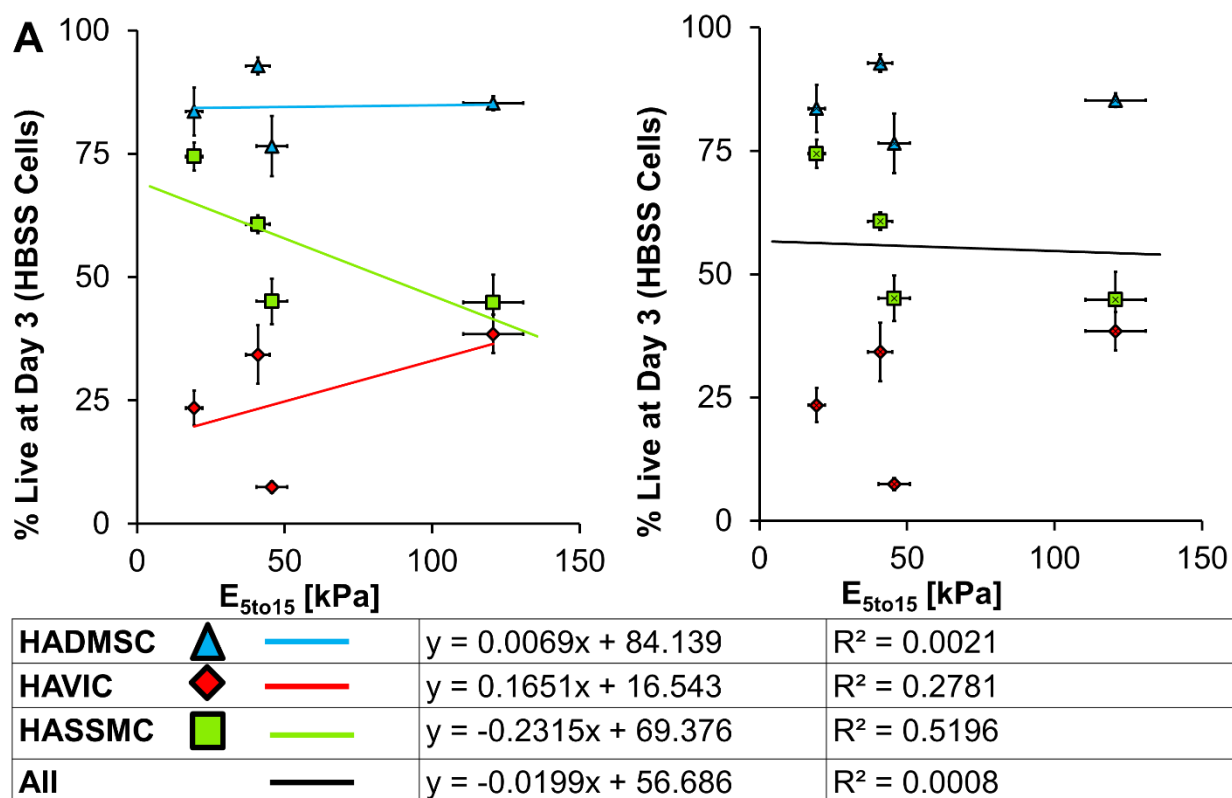 A
% Live at Day 3 (HBSS Cells)
100
75
50
25
0
0 50 100 150
E5to15 [kPa]
% Live at Day 3 (HBSS Cells)
100
75
50
25
0
0 50 100 150
E5to15 [kPa]
HADMSC y = 0.0069x + 84.139 R² = 0.0021
HAVIC y = 0.1651x + 16.543 R² = 0.2781
HASSMC y = -0.2315x + 69.376 R² = 0.5196
All y = -0.0199x + 56.686 R² = 0.0008